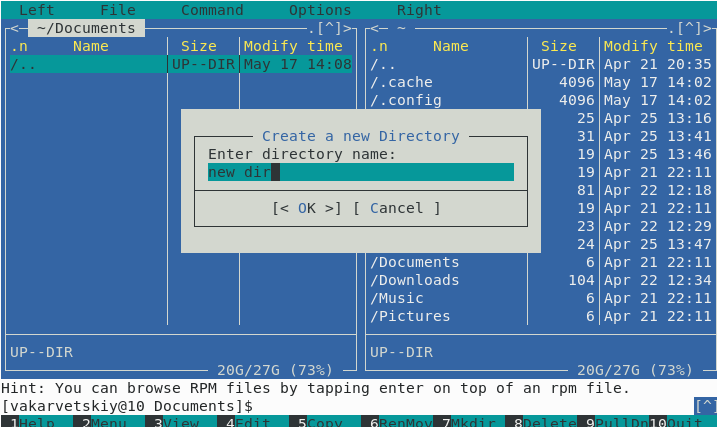 Left File Command Options Right
<─ ~/Documents ─.[^]>
<─ ~ ─.[^]>
.n Name Size Modify time
.n Name Size Modify time
/.. UP--DIR May 17 14:08
/.. UP--DIR Apr 21 20:35
/.cache 4096 May 17 14:02
/.config 4096 May 17 14:02
25 Apr 25 13:16
31 Apr 25 13:41
19 Apr 25 13:46
19 Apr 21 22:11
81 Apr 22 12:18
19 Apr 21 22:11
23 Apr 22 12:29
24 Apr 25 13:47
/Documents 6 Apr 21 22:11
/Downloads 104 Apr 22 12:34
/Music 6 Apr 21 22:11
/Pictures 6 Apr 21 22:11
Create a new Directory
Enter directory name:
new dir
[< OK >] [ Cancel ]
UP--DIR
UP--DIR
20G/27G (73%)
20G/27G (73%)
Hint: You can browse RPM files by tapping enter on top of an rpm file.
[vakarvetskiy@10 Documents]$ [^]
1Help 2Menu 3View 4Edit 5Copy 6RenMov 7Mkdir 8Delete 9PullDn 10Quit